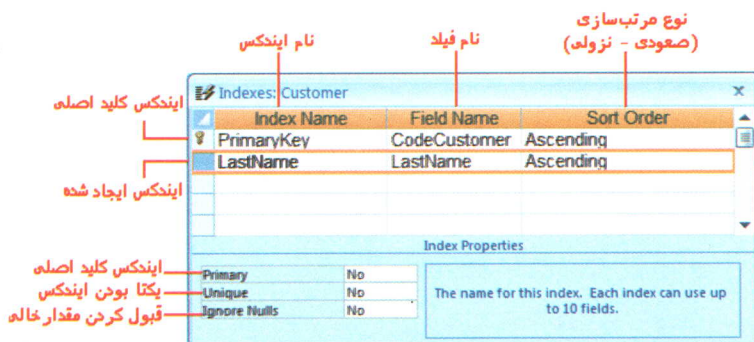 نوع مرتب‌سازی
(صعودی - نزولی)
نام فیلد
نام ایندکس
Indexes: Customer
x
ایندکس کلید اصلی
Index Name Field Name Sort Order
PrimaryKey CodeCustomer Ascending
LastName LastName Ascending
ایندکس ایجاد شده
Index Properties
ایندکس کلید اصلی
Primary No
یکتا بودن ایندکس
Unique No
قبول کردن مقدار خالی
Ignore Nulls No
The name for this index. Each index can use up
to 10 fields.